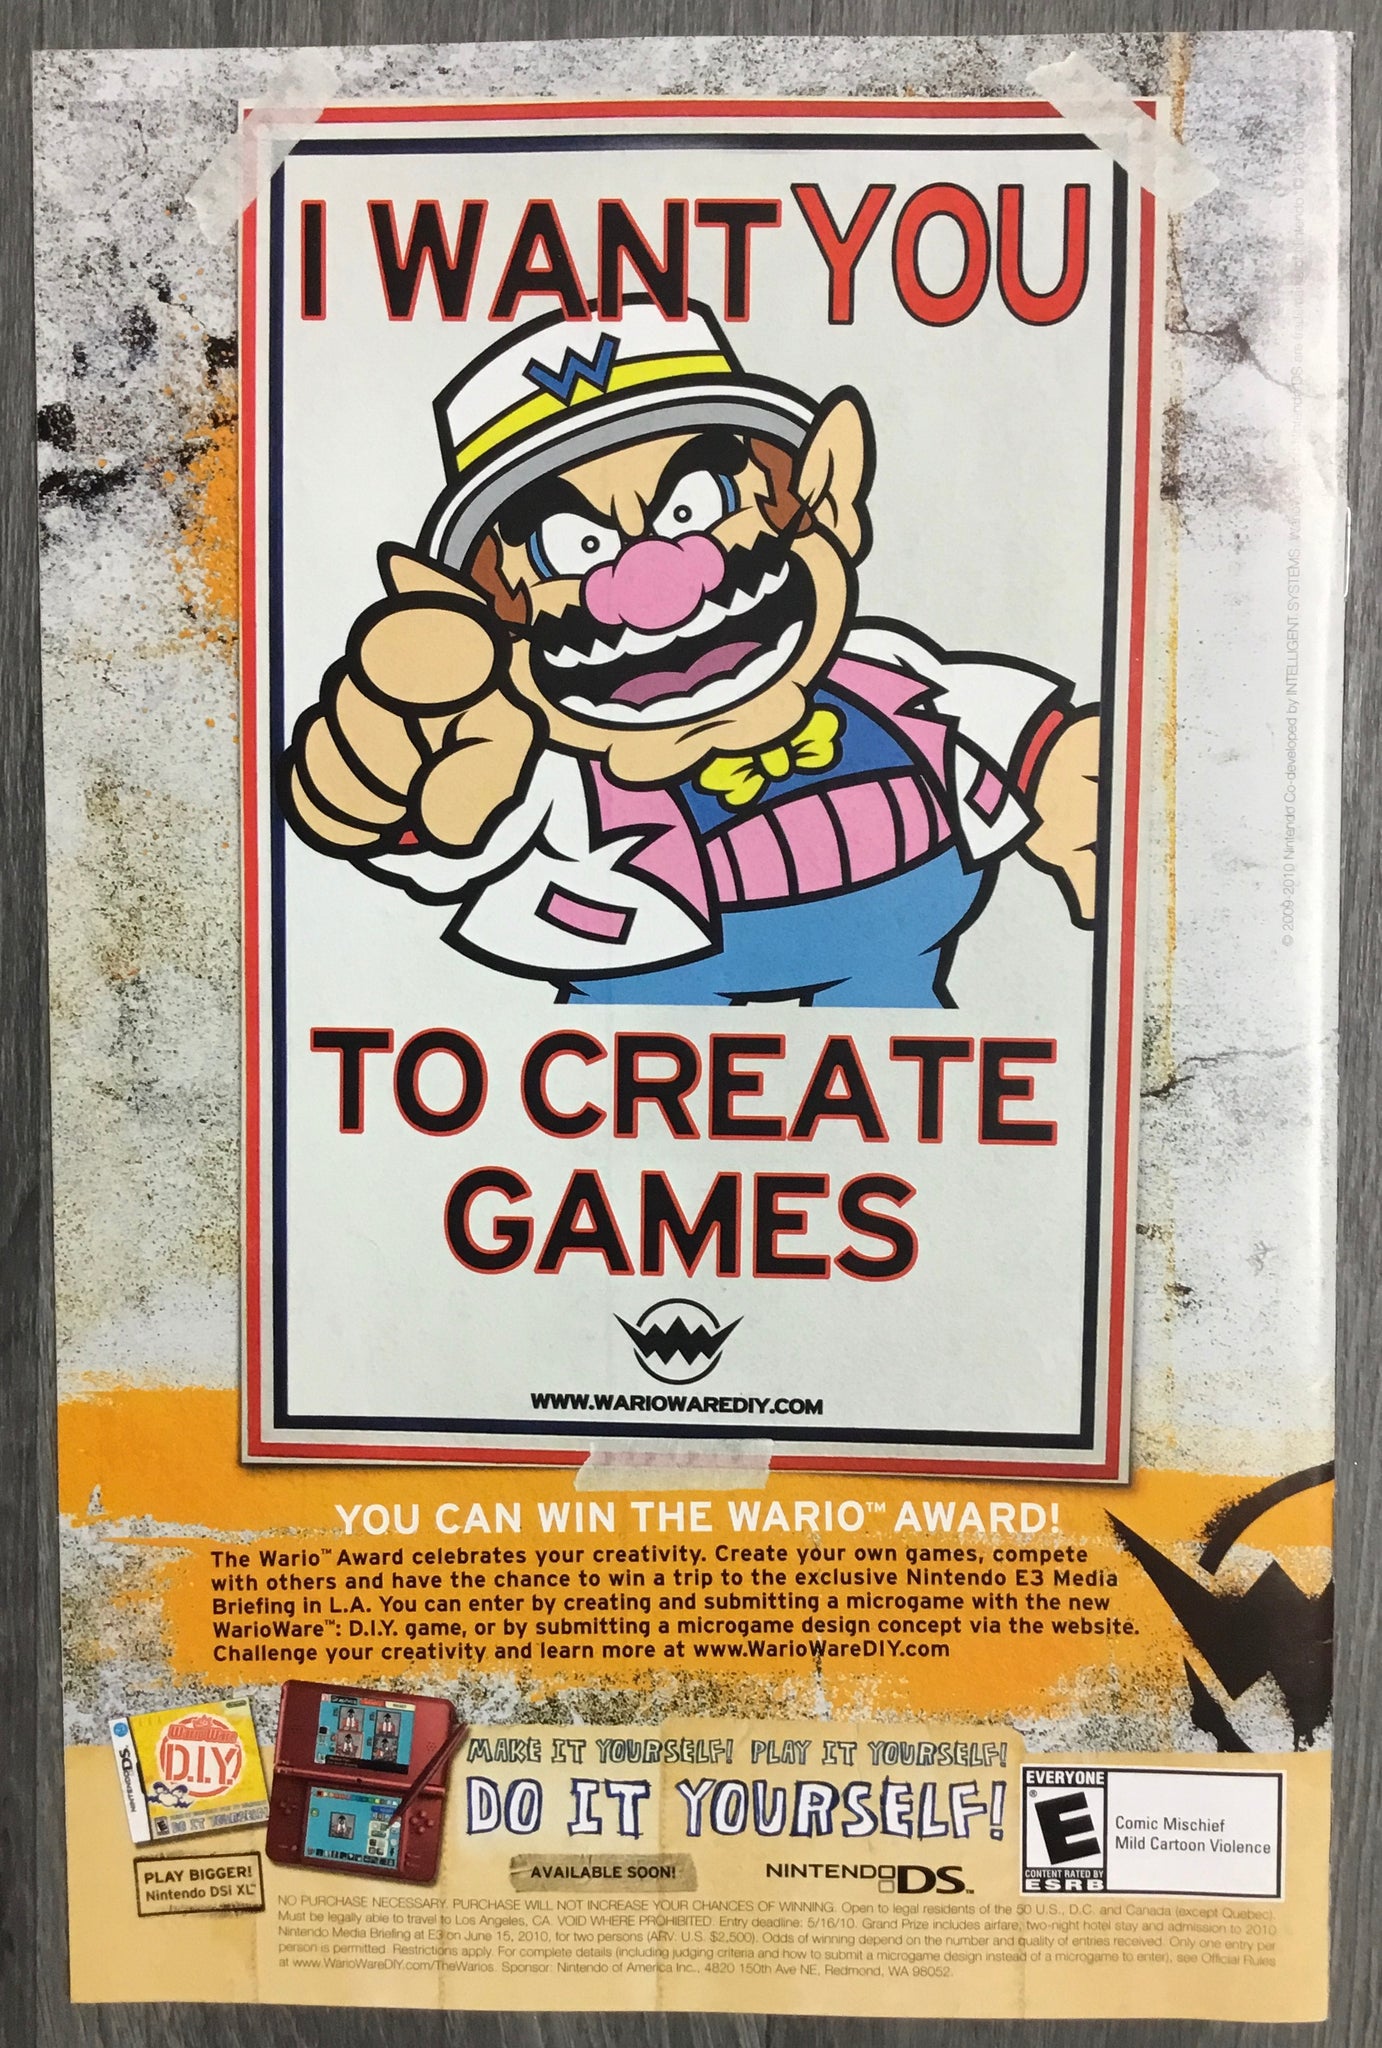 I WANT YOU
W
TO CREATE
GAMES
WWW.WARIOWAREDIY.COM
YOU CAN WIN THE WARIO™ AWARD!
The Wario™ Award celebrates your creativity. Create your own games, compete
with others and have the chance to win a trip to the exclusive Nintendo E3 Media
Briefing in L.A. You can enter by creating and submitting a microgame with the new
WarioWare™: D.I.Y. game, or by submitting a microgame design concept via the website.
Challenge your creativity and learn more at www.WarioWareDIY.com
NINTENDO DS
WarioWare
D.I.Y.
DO IT YOURSELF
PLAY BIGGER!
Nintendo DSi XL™
MAKE IT YOURSELF! PLAY IT YOURSELF!
DO IT YOURSELF!
AVAILABLE SOON!
NINTENDO DS™
EVERYONE
E
®
CONTENT RATED BY
ESRB
Comic Mischief
Mild Cartoon Violence
NO PURCHASE NECESSARY. PURCHASE WILL NOT INCREASE YOUR CHANCES OF WINNING. Open to legal residents of the 50 U.S., D.C. and Canada (except Quebec).
Must be legally able to travel to Los Angeles, CA. VOID WHERE PROHIBITED. Entry deadline: 5/16/10. Grand Prize includes airfare, two-night hotel stay and admission to 2010
Nintendo Media Briefing at E3 on June 15, 2010, for two persons (ARV: U.S. $2,500). Odds of winning depend on the number and quality of entries received. Only one entry per
person is permitted. Restrictions apply. For complete details (including judging criteria and how to submit a microgame design instead of a microgame to enter), see Official Rules
at www.WarioWareDIY.com/TheWarios. Sponsor: Nintendo of America Inc., 4820 150th Ave NE, Redmond, WA 98052.
© 2009-2010 Nintendo Co-developed by INTELLIGENT SYSTEMS.